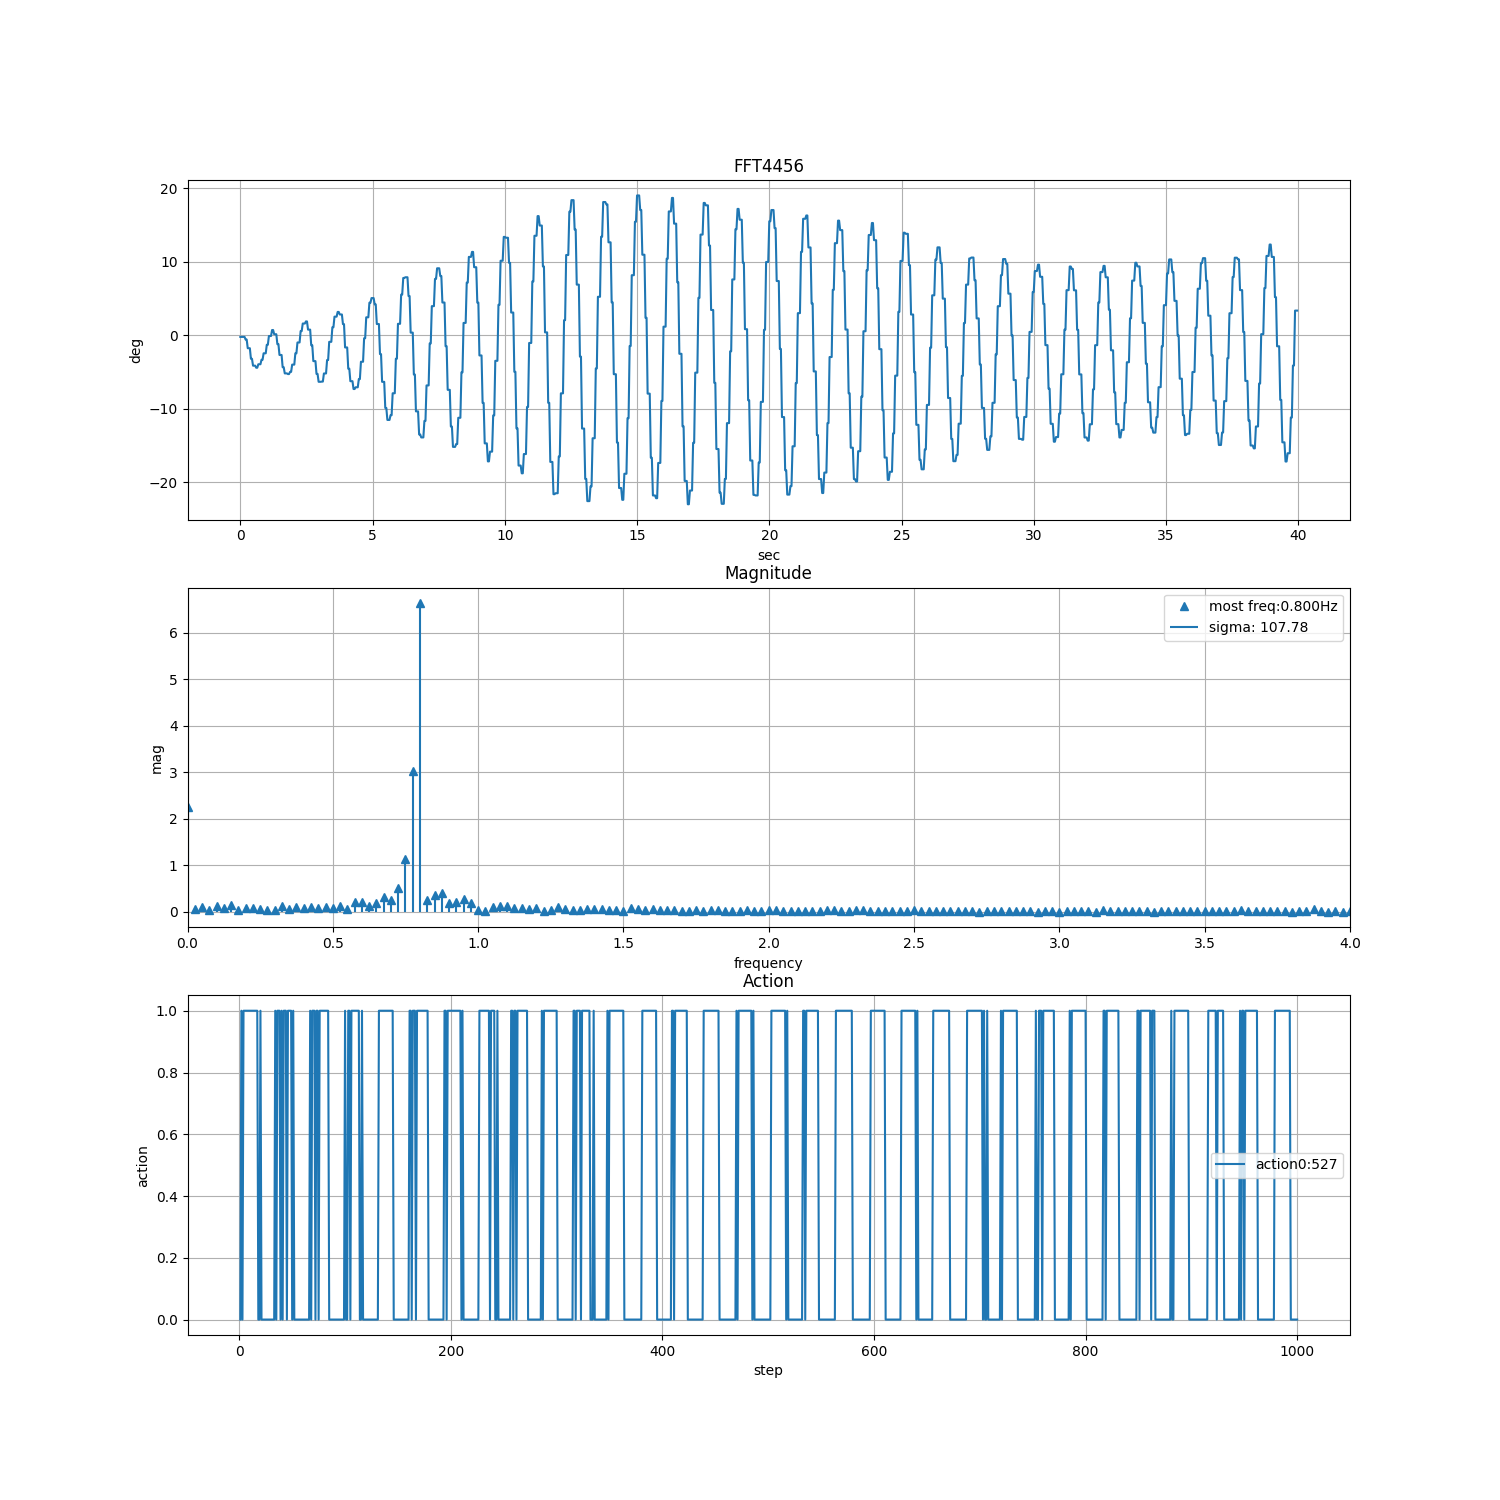 FFT4456
20
10
0
−10
−20
deg
0 5 10 15 20 25 30 35 40
sec
Magnitude
most freq:0.800Hz
sigma: 107.78
6
5
4
3
2
1
0
mag
0.0 0.5 1.0 1.5 2.0 2.5 3.0 3.5 4.0
frequency
Action
1.0
0.8
0.6
0.4
0.2
0.0
action
action0:527
0 200 400 600 800 1000
step